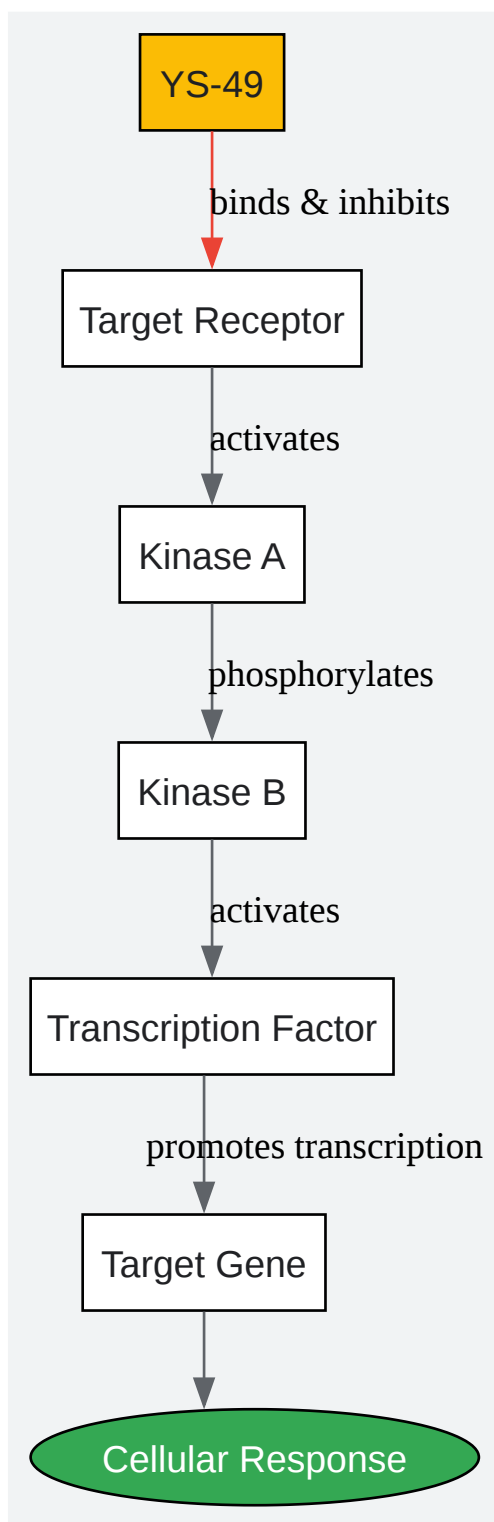 YS-49
binds & inhibits
Target Receptor
activates
Kinase A
phosphorylates
Kinase B
activates
Transcription Factor
promotes transcription
Target Gene
Cellular Response